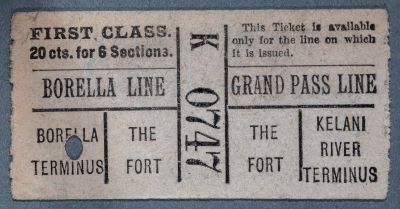 FIRST CLASS.
20 cts. for 6 Sections.
BORELLA LINE
BORELLA
TERMINUS
THE
FORT
K 0747
This Ticket is available
only for the line on which
it is issued.
GRAND PASS LINE
THE
FORT
KELANI
RIVER
TERMINUS